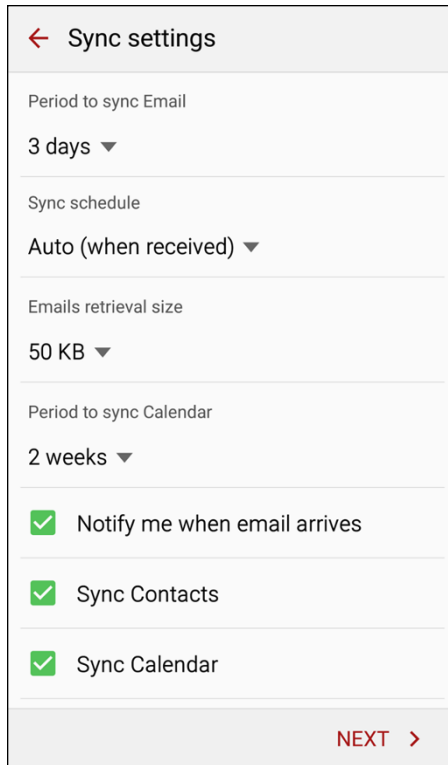 Sync settings
Period to sync Email
3 days
Sync schedule
Auto (when received)
Emails retrieval size
50 KB
Period to sync Calendar
2 weeks
Notify me when email arrives
Sync Contacts
Sync Calendar
NEXT